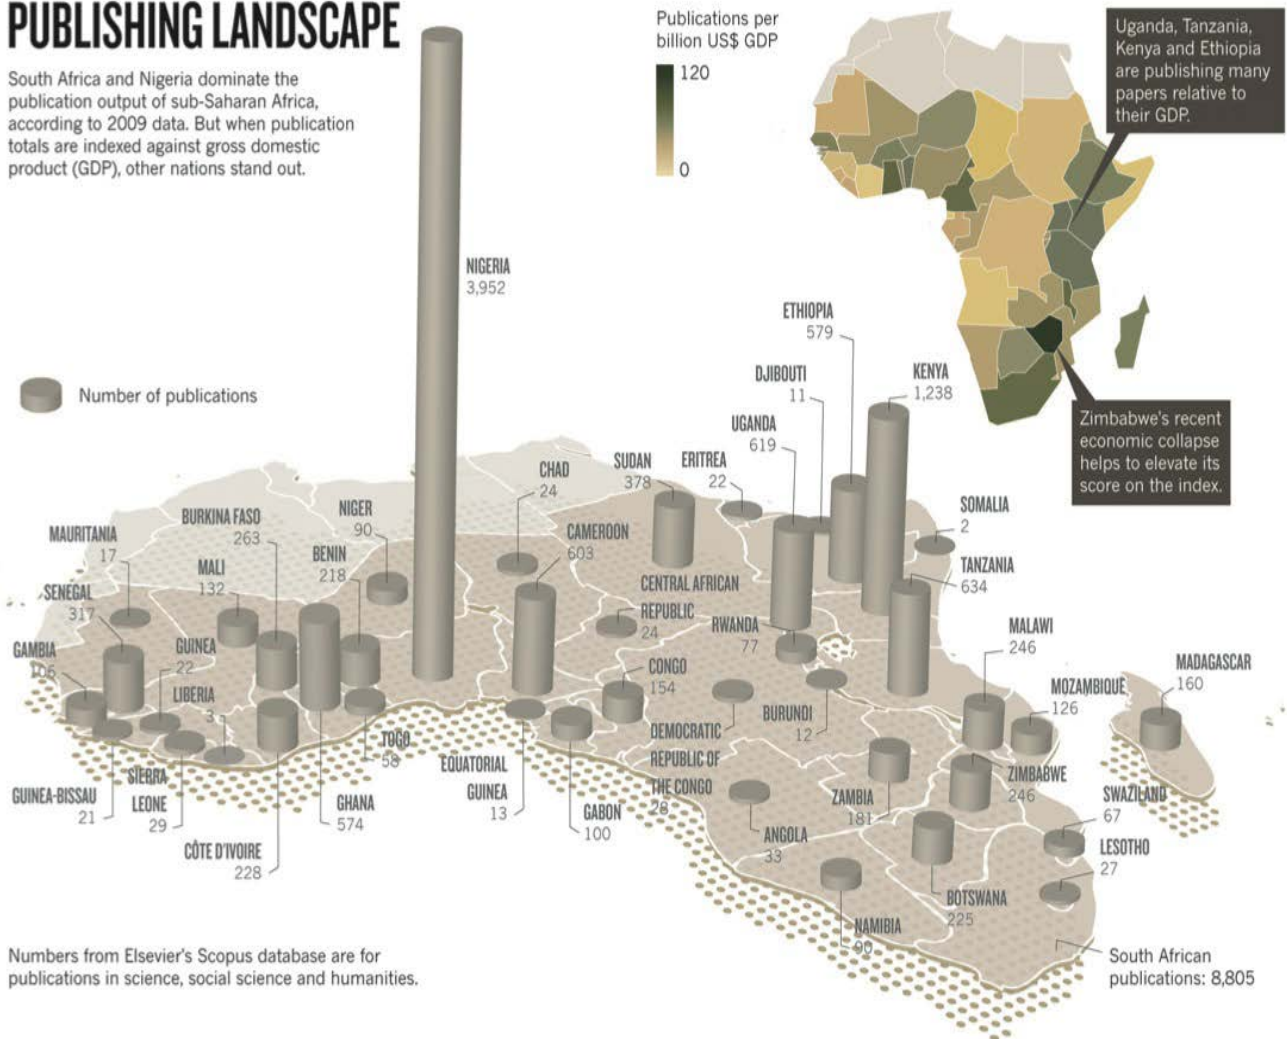 PUBLISHING LANDSCAPE
South Africa and Nigeria dominate the
publication output of sub-Saharan Africa,
according to 2009 data. But when publication
totals are indexed against gross domestic
product (GDP), other nations stand out.
Publications per
billion US$ GDP
120
0
Uganda, Tanzania,
Kenya and Ethiopia
are publishing many
papers relative to
their GDP.
Zimbabwe's recent
economic collapse
helps to elevate its
score on the index.
Number of publications
NIGERIA
3,952
ETHIOPIA
579
DJIBOUTI
11
KENYA
1,238
UGANDA
619
SUDAN
378
ERITREA
22
CHAD
24
SOMALIA
2
NIGER
90
BURKINA FASO
263
MAURITANIA
17
CAMEROON
603
BENIN
218
MALI
132
TANZANIA
634
CENTRAL AFRICAN
REPUBLIC
24
SENEGAL
317
RWANDA
77
MALAWI
246
GAMBIA
106
GUINEA
22
CONGO
154
MADAGASCAR
160
MOZAMBIQUE
126
LIBERIA
3
BURUNDI
12
DEMOCRATIC
REPUBLIC OF
THE CONGO
28
TOGO
58
EQUATORIAL
GUINEA
13
SIERRA
LEONE
29
GUINEA-BISSAU
21
GHANA
574
GABON
100
ZAMBIA
181
ZIMBABWE
246
SWAZILAND
67
ANGOLA
33
CÔTE D'IVOIRE
228
LESOTHO
27
BOTSWANA
225
NAMIBIA
90
South African
publications: 8,805
Numbers from Elsevier's Scopus database are for
publications in science, social science and humanities.